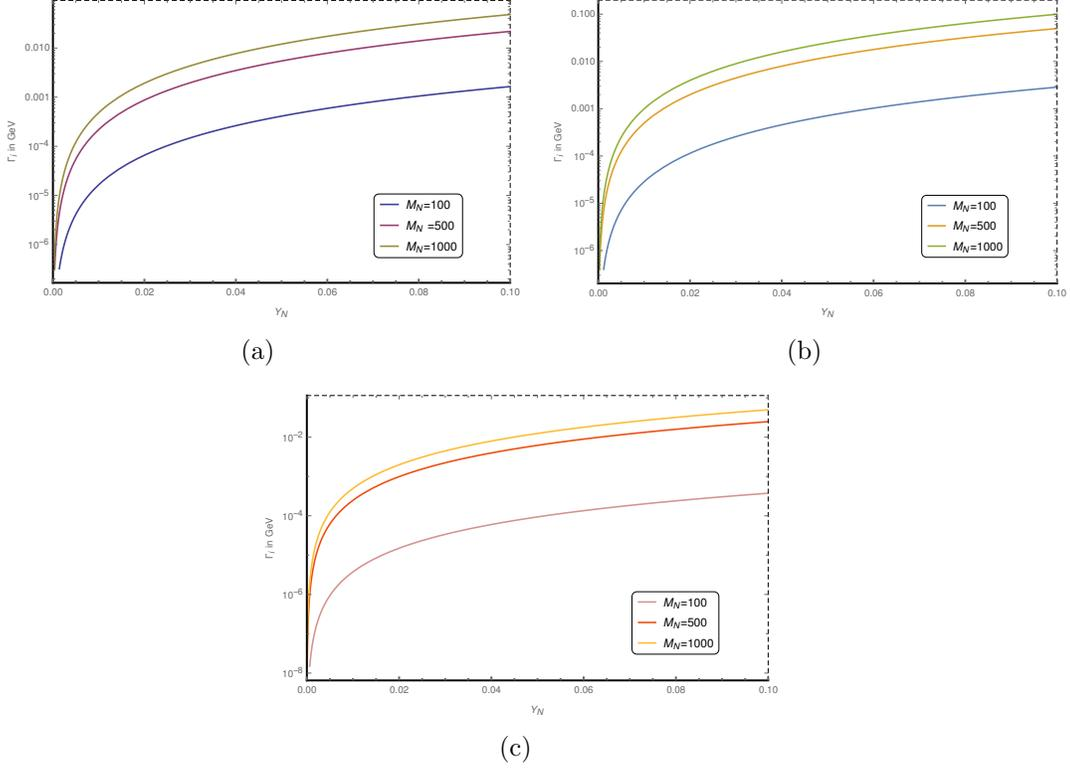 0.010
0.001
10⁻⁴
10⁻⁵
10⁻⁶
Γᵢ in GeV
M_N=100
M_N =500
M_N=1000
0.00 0.02 0.04 0.06 0.08 0.10
Y_N
(a)
0.100
0.010
0.001
10⁻⁴
10⁻⁵
10⁻⁶
Γᵢ in GeV
M_N=100
M_N=500
M_N=1000
0.00 0.02 0.04 0.06 0.08 0.10
Y_N
(b)
10⁻²
10⁻⁴
10⁻⁶
10⁻⁸
Γᵢ in GeV
M_N=100
M_N=500
M_N=1000
0.00 0.02 0.04 0.06 0.08 0.10
Y_N
(c)